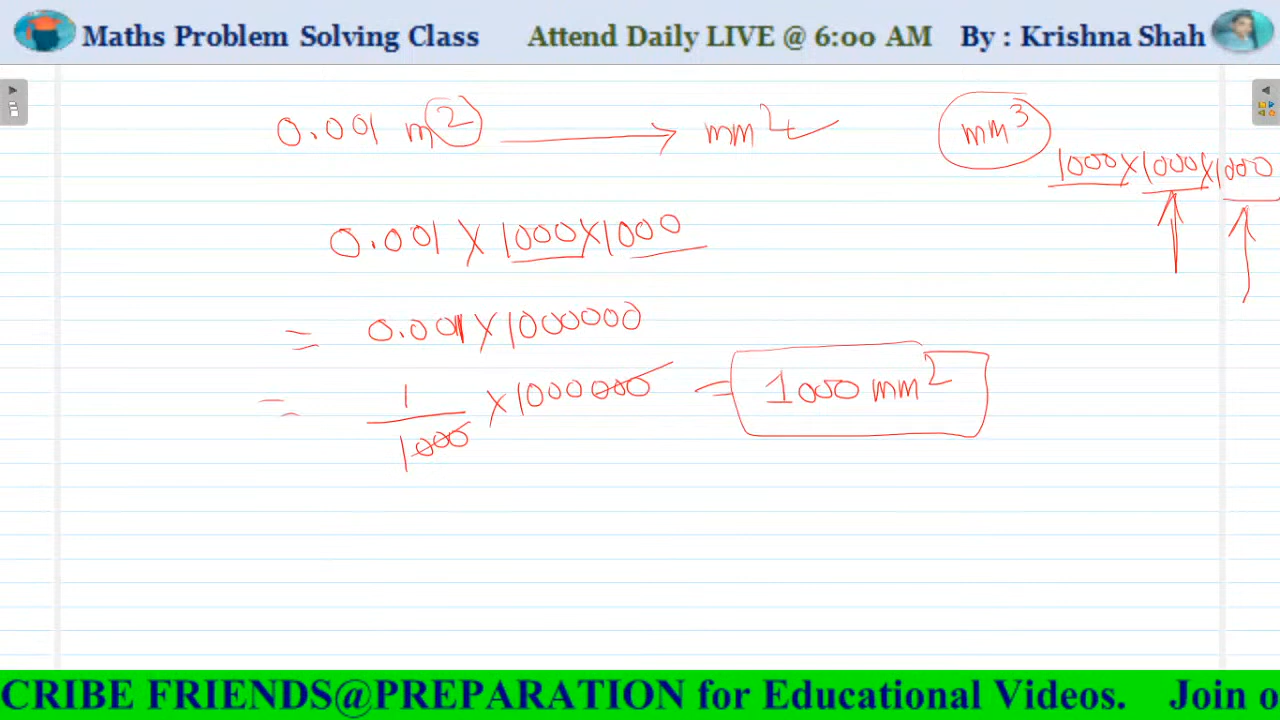 Maths Problem Solving Class Attend Daily LIVE @ 6:00 AM By : Krishna Shah
0.001 m² → mm² mm³
1000×1000×1000
0.001 × 1000×1000
= 0.001×1000000
= 1/1000 ×1000000 = 1000 mm²
CRIBE FRIENDS@PREPARATION for Educational Videos. Join o